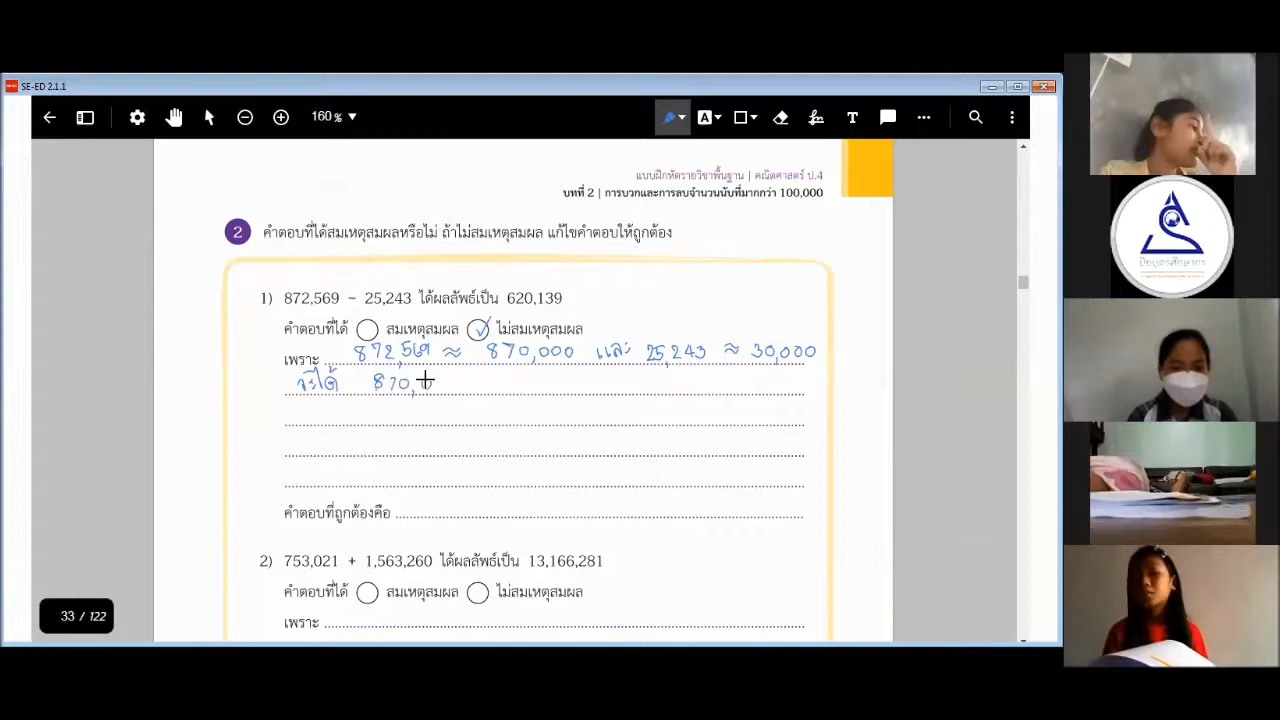 SE-ED 2.1.1
160 %
แบบฝึกหัดรายวิชาพื้นฐาน | คณิตศาสตร์ ป.4
บทที่ 2 | การบวกและการลบจำนวนนับที่มากกว่า 100,000
2 คำตอบที่ได้สมเหตุสมผลหรือไม่ ถ้าไม่สมเหตุสมผล แก้ไขคำตอบให้ถูกต้อง
1) 872,569 − 25,243 ได้ผลลัพธ์เป็น 620,139
คำตอบที่ได้ สมเหตุสมผล ไม่สมเหตุสมผล
เพราะ 872,569 ≈ 870,000 และ 25,243 ≈ 30,000
จะได้ 870,0
คำตอบที่ถูกต้องคือ
2) 753,021 + 1,563,260 ได้ผลลัพธ์เป็น 13,166,281
คำตอบที่ได้ สมเหตุสมผล ไม่สมเหตุสมผล
เพราะ
33 / 122
ปิยบุตรศึกษากร